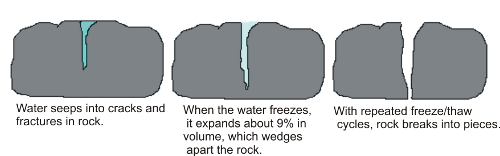 Water seeps into cracks and
fractures in rock.
When the water freezes,
it expands about 9% in
volume, which wedges
apart the rock.
With repeated freeze/thaw
cycles, rock breaks into pieces.